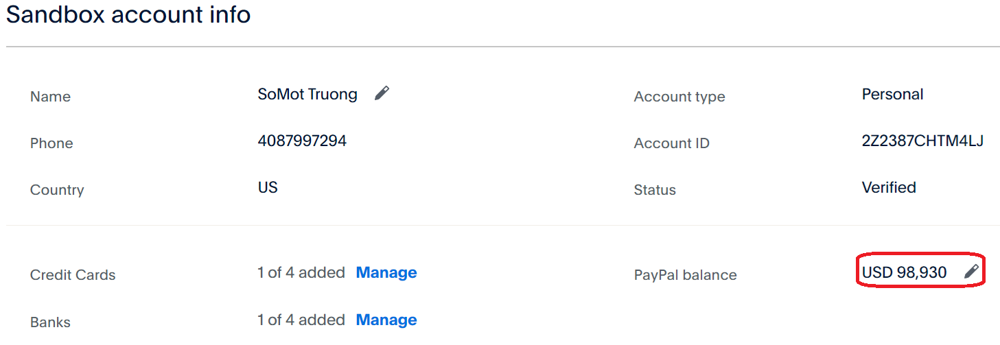 Sandbox account info
Name SoMot Truong Account type Personal
Phone 4087997294 Account ID 2Z2387CHTM4LJ
Country US Status Verified
Credit Cards 1 of 4 added Manage PayPal balance USD 98,930
Banks 1 of 4 added Manage